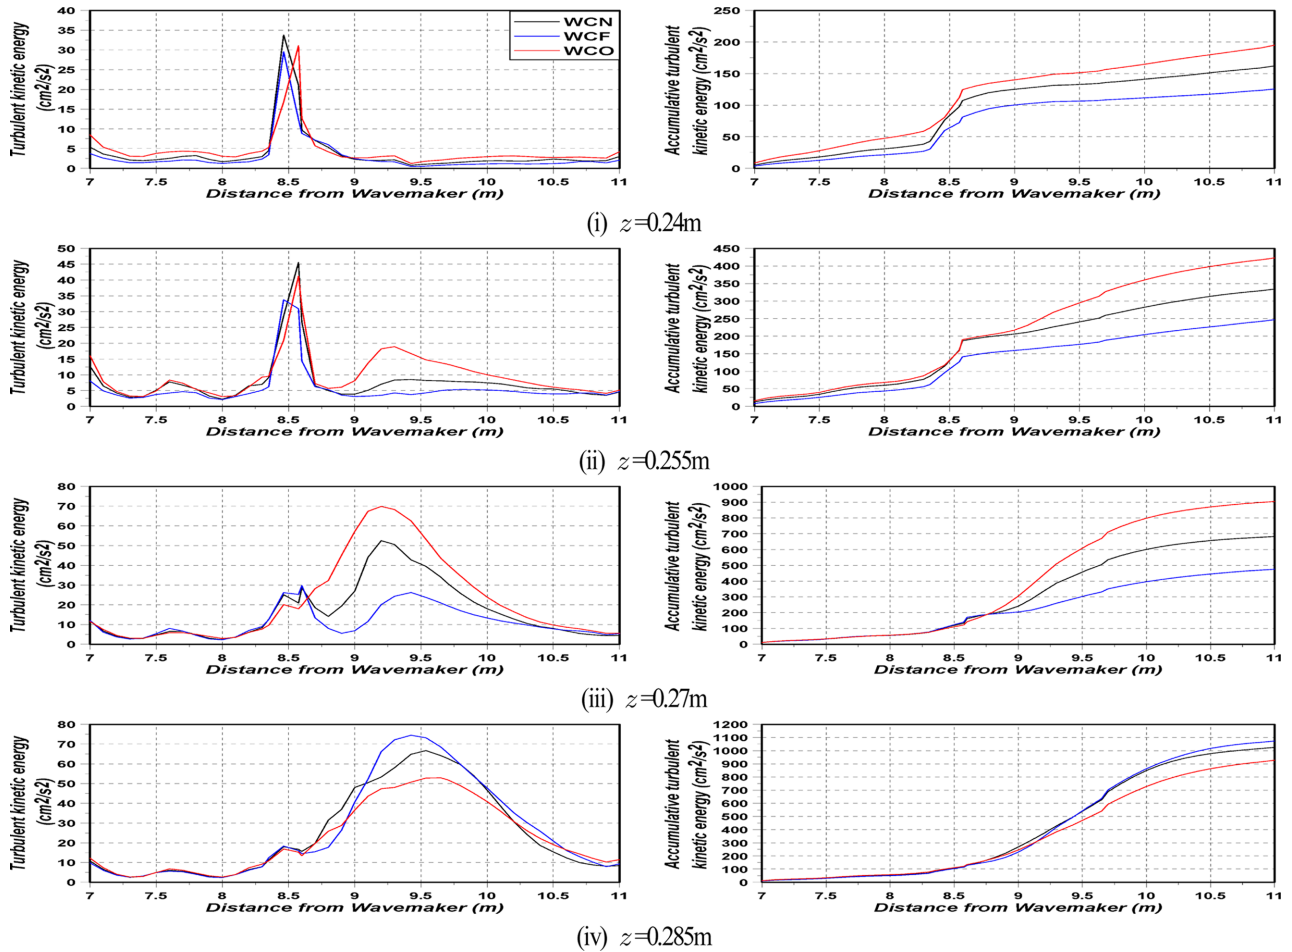 Turbulent kinetic energy
(cm2/s2)
40
35
30
25
20
15
10
5
0
WCN
WCF
WCO
7 7.5 8 8.5 9 9.5 10 10.5 11
Distance from Wavemaker (m)
Accumulative turbulent
kinetic energy (cm2/s2)
250
200
150
100
50
0
7 7.5 8 8.5 9 9.5 10 10.5 11
Distance from Wavemaker (m)
(i) z=0.24m
Turbulent kinetic energy
(cm2/s2)
50
45
40
35
30
25
20
15
10
5
0
7 7.5 8 8.5 9 9.5 10 10.5 11
Distance from Wavemaker (m)
Accumulative turbulent
kinetic energy (cm2/s2)
450
400
350
300
250
200
150
100
50
0
7 7.5 8 8.5 9 9.5 10 10.5 11
Distance from Wavemaker (m)
(ii) z=0.255m
Turbulent kinetic energy
(cm2/s2)
80
70
60
50
40
30
20
10
0
7 7.5 8 8.5 9 9.5 10 10.5 11
Distance from Wavemaker (m)
Accumulative turbulent
kinetic energy (cm2/s2)
1000
900
800
700
600
500
400
300
200
100
0
7 7.5 8 8.5 9 9.5 10 10.5 11
Distance from Wavemaker (m)
(iii) z=0.27m
Turbulent kinetic energy
(cm2/s2)
80
70
60
50
40
30
20
10
0
7 7.5 8 8.5 9 9.5 10 10.5 11
Distance from Wavemaker (m)
Accumulative turbulent
kinetic energy (cm2/s2)
1200
1100
1000
900
800
700
600
500
400
300
200
100
0
7 7.5 8 8.5 9 9.5 10 10.5 11
Distance from Wavemaker (m)
(iv) z=0.285m